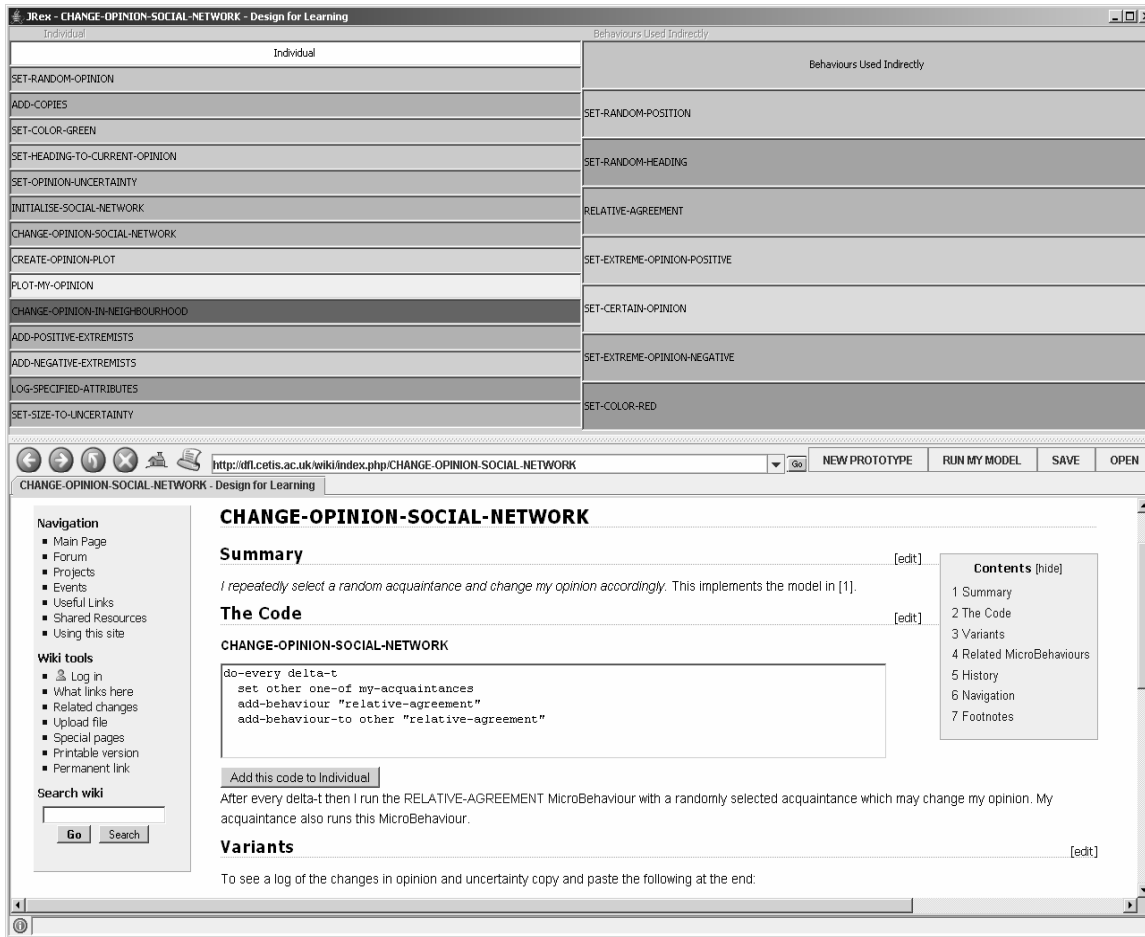 JRex - CHANGE-OPINION-SOCIAL-NETWORK - Design for Learning
Individual
Behaviours Used Indirectly
Individual
SET-RANDOM-OPINION
ADD-COPIES
SET-COLOR-GREEN
SET-HEADING-TO-CURRENT-OPINION
SET-OPINION-UNCERTAINTY
INITIALISE-SOCIAL-NETWORK
CHANGE-OPINION-SOCIAL-NETWORK
CREATE-OPINION-PLOT
PLOT-MY-OPINION
CHANGE-OPINION-IN-NEIGHBOURHOOD
ADD-POSITIVE-EXTREMISTS
ADD-NEGATIVE-EXTREMISTS
LOG-SPECIFIED-ATTRIBUTES
SET-SIZE-TO-UNCERTAINTY
Behaviours Used Indirectly
SET-RANDOM-POSITION
SET-RANDOM-HEADING
RELATIVE-AGREEMENT
SET-EXTREME-OPINION-POSITIVE
SET-CERTAIN-OPINION
SET-EXTREME-OPINION-NEGATIVE
SET-COLOR-RED
http://dfl.cetis.ac.uk/wiki/index.php/CHANGE-OPINION-SOCIAL-NETWORK
Go
NEW PROTOTYPE
RUN MY MODEL
SAVE
OPEN
CHANGE-OPINION-SOCIAL-NETWORK - Design for Learning
Navigation
Main Page
Forum
Projects
Events
Useful Links
Shared Resources
Using this site
Wiki tools
Log in
What links here
Related changes
Upload file
Special pages
Printable version
Permanent link
Search wiki
Go Search
CHANGE-OPINION-SOCIAL-NETWORK
Summary [edit]
I repeatedly select a random acquaintance and change my opinion accordingly. This implements the model in [1].
The Code [edit]
CHANGE-OPINION-SOCIAL-NETWORK
do-every delta-t
set other one-of my-acquaintances
add-behaviour "relative-agreement"
add-behaviour-to other "relative-agreement"
Add this code to Individual
After every delta-t then I run the RELATIVE-AGREEMENT MicroBehaviour with a randomly selected acquaintance which may change my opinion. My
acquaintance also runs this MicroBehaviour.
Variants [edit]
To see a log of the changes in opinion and uncertainty copy and paste the following at the end:
Contents [hide]
1 Summary
2 The Code
3 Variants
4 Related MicroBehaviours
5 History
6 Navigation
7 Footnotes